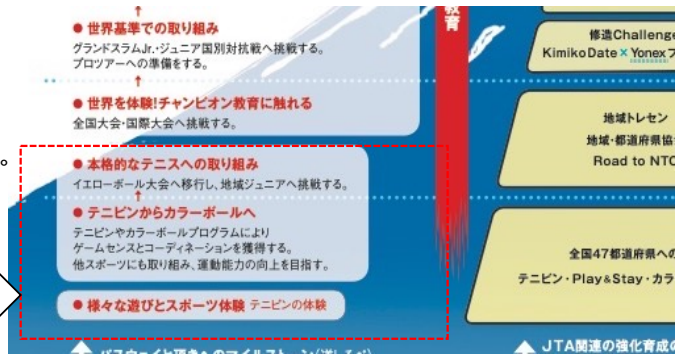 ● 世界基準での取り組み
グランドスラムJr.・ジュニア国別対抗戦へ挑戦する。
プロツアーへの準備をする。
● 世界を体験!チャンピオン教育に触れる
全国大会・国際大会へ挑戦する。
。
● 本格的なテニスへの取り組み
イエローボール大会へ移行し、地域ジュニアへ挑戦する。
● テニピンからカラーボールへ
テニピンやカラーボールプログラムにより
ゲームセンスとコーディネーションを獲得する。
他スポーツにも取り組み、運動能力の向上を目指す。
● 様々な遊びとスポーツ体験 テニピンの体験
育
修造Challenge
Kimiko Date × Yonex
地域トレセン
地域・都道府県協
Road to NTC
全国47都道府県への
テニピン・Play&Stay・カラ
JTA関連の強化育成の